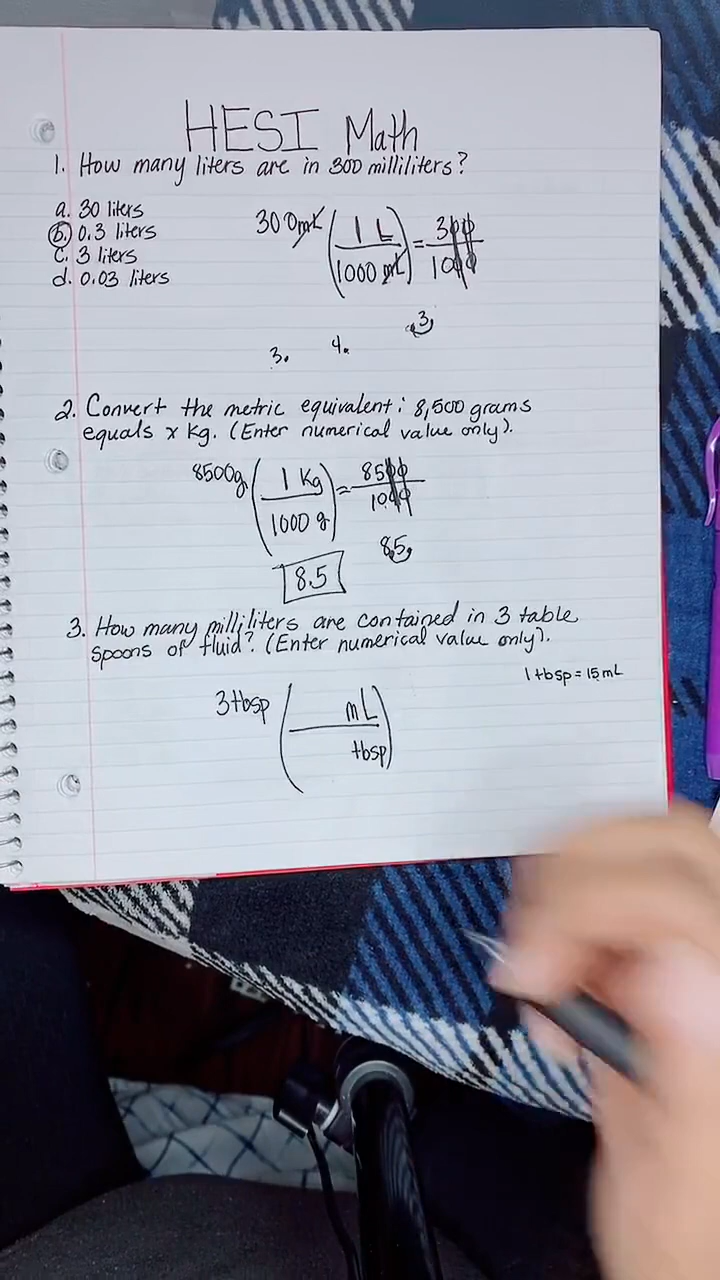 HESI Math
1. How many liters are in 300 milliliters?
a. 30 liters
b. 0.3 liters
c. 3 liters
d. 0.03 liters
300mL (1 L / 1000 mL) = 300 / 1000
.3
3. 4.
2. Convert the metric equivalent: 8,500 grams
equals x kg. (Enter numerical value only).
8500g (1 Kg / 1000 g) = 8500 / 1000
8.5
8.5
3. How many milliliters are contained in 3 table
spoons of fluid? (Enter numerical value only).
1 tbsp = 15 mL
3 tbsp ( mL / tbsp)